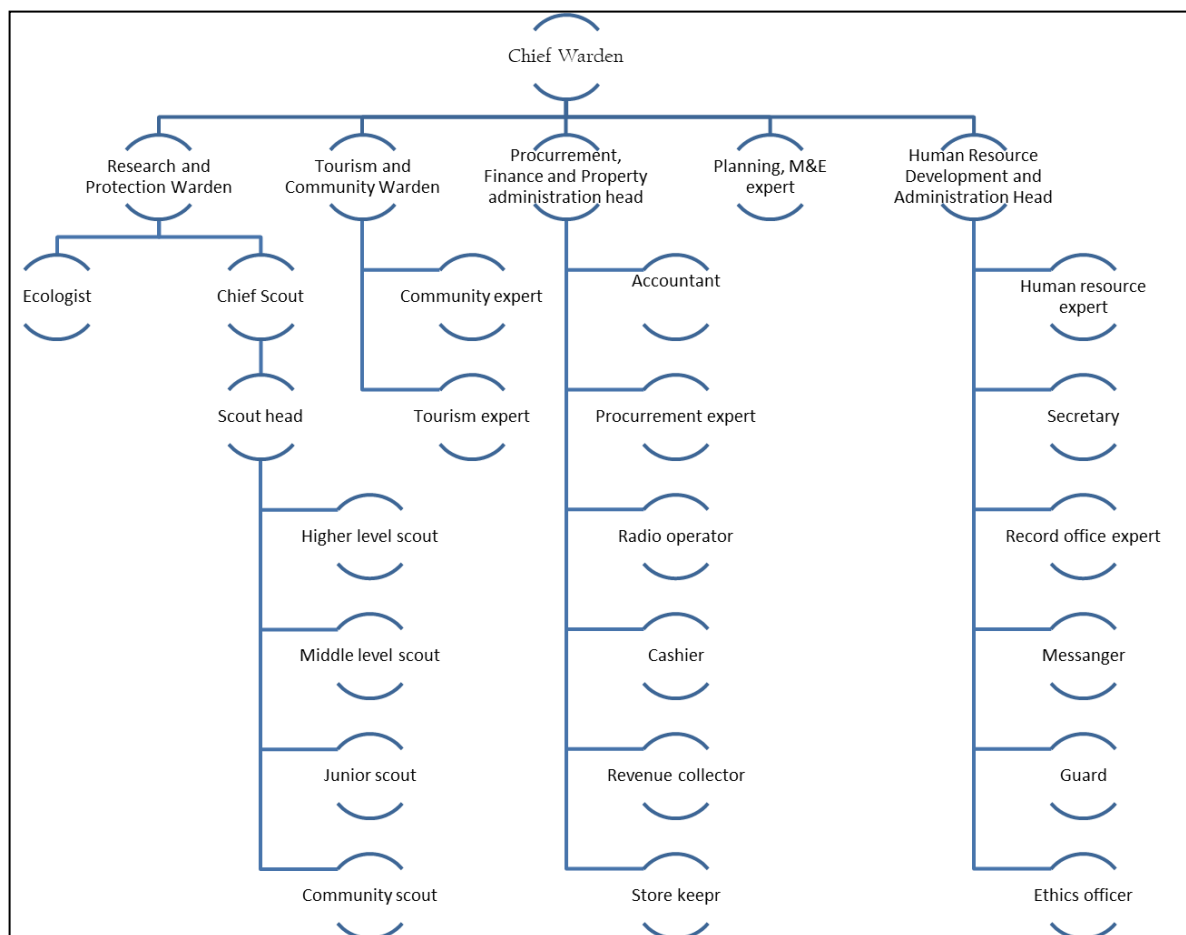 Chief Warden
Research and
Protection Warden
Tourism and
Community Warden
Procurrement,
Finance and Property
administration head
Planning, M&E
expert
Human Resource
Development and
Administration Head
Ecologist
Chief Scout
Community expert
Accountant
Human resource
expert
Scout head
Tourism expert
Procurrement expert
Secretary
Higher level scout
Radio operator
Record office expert
Middle level scout
Cashier
Messanger
Junior scout
Revenue collector
Guard
Community scout
Store keepr
Ethics officer